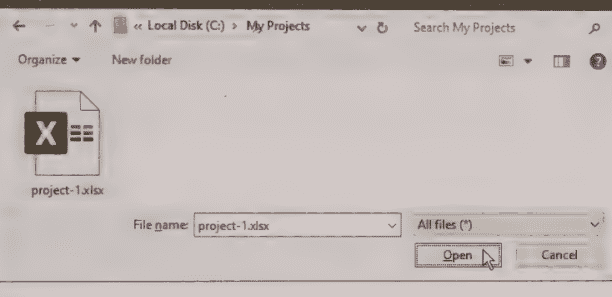 « Local Disk (C:) › My Projects Search My Projects
Organize New folder
X
project-1.xlsx
File name: project-1.xlsx All files (*)
Open Cancel